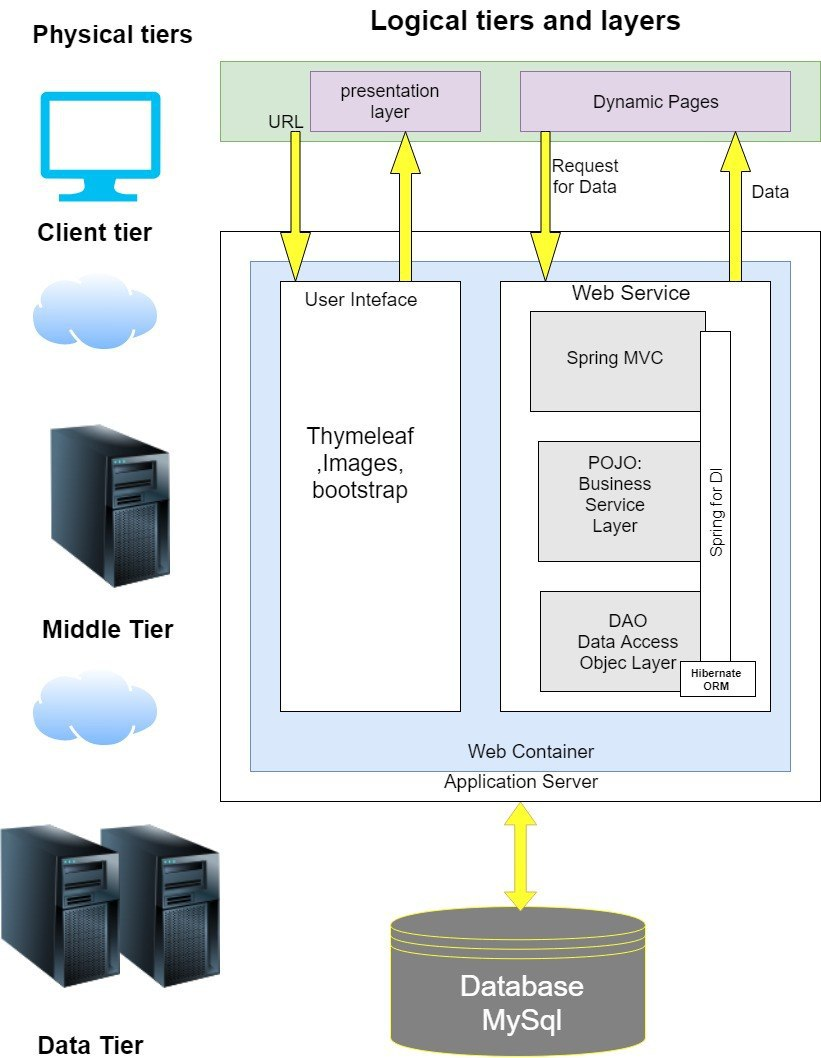 Physical tiers
Logical tiers and layers
presentation
layer
Dynamic Pages
URL
Request
for Data
Data
Client tier
User Inteface
Web Service
Spring MVC
Thymeleaf
,Images,
bootstrap
POJO:
Business
Service
Layer
Spring for DI
Middle Tier
DAO
Data Access
Objec Layer
Hibernate
ORM
Web Container
Application Server
Database
MySql
Data Tier